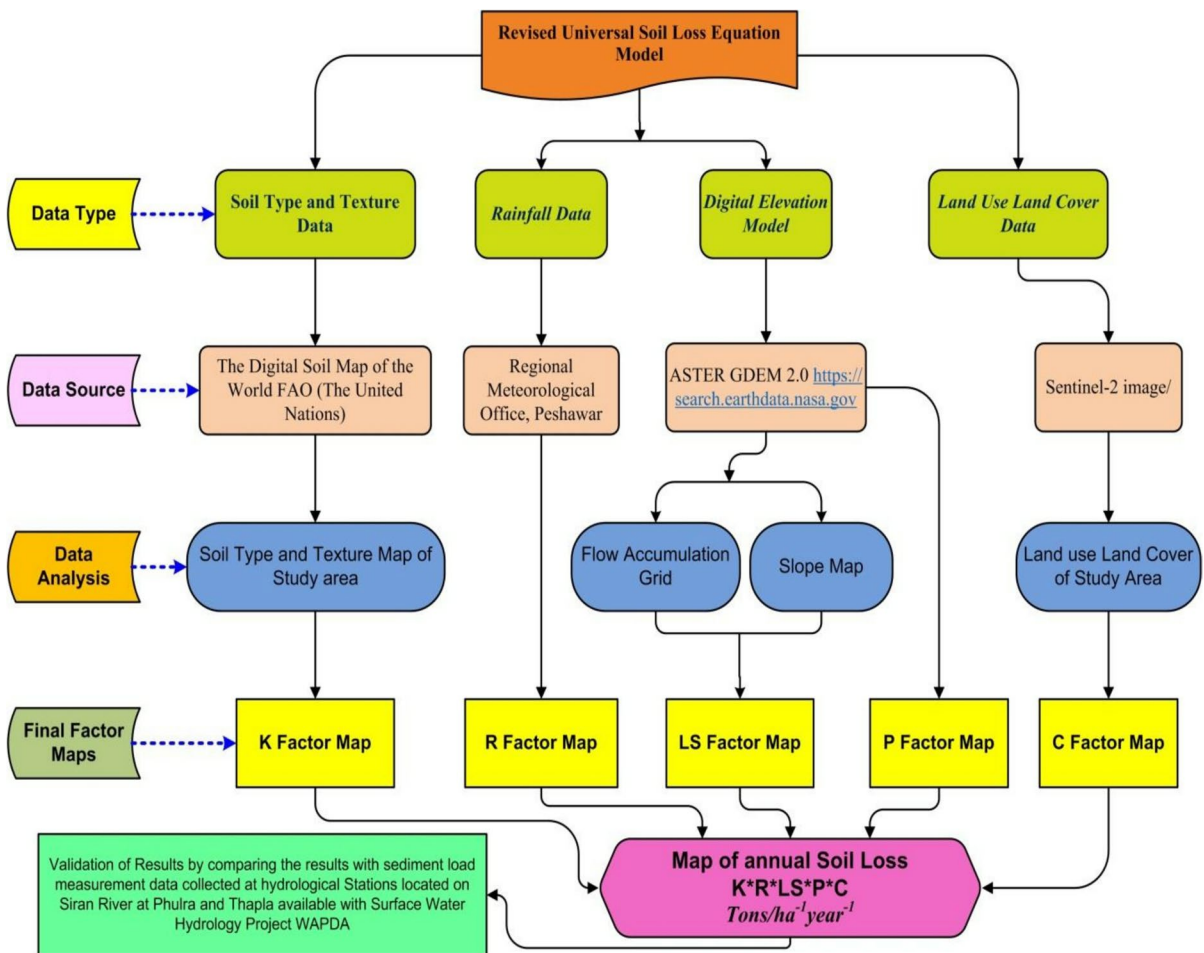 Revised Universal Soil Loss Equation
Model
Data Type
Soil Type and Texture
Data
Rainfall Data
Digital Elevation
Model
Land Use Land Cover
Data
Data Source
The Digital Soil Map of the
World FAO (The United
Nations)
Regional
Meteorological
Office, Peshawar
ASTER GDEM 2.0 https://
search.earthdata.nasa.gov
Sentinel-2 image/
Data
Analysis
Soil Type and Texture Map of
Study area
Flow Accumulation
Grid
Slope Map
Land use Land Cover
of Study Area
Final Factor
Maps
K Factor Map
R Factor Map
LS Factor Map
P Factor Map
C Factor Map
Validation of Results by comparing the results with sediment load
measurement data collected at hydrological Stations located on
Siran River at Phulra and Thapla available with Surface Water
Hydrology Project WAPDA
Map of annual Soil Loss
K*R*LS*P*C
Tons/ha⁻¹year⁻¹